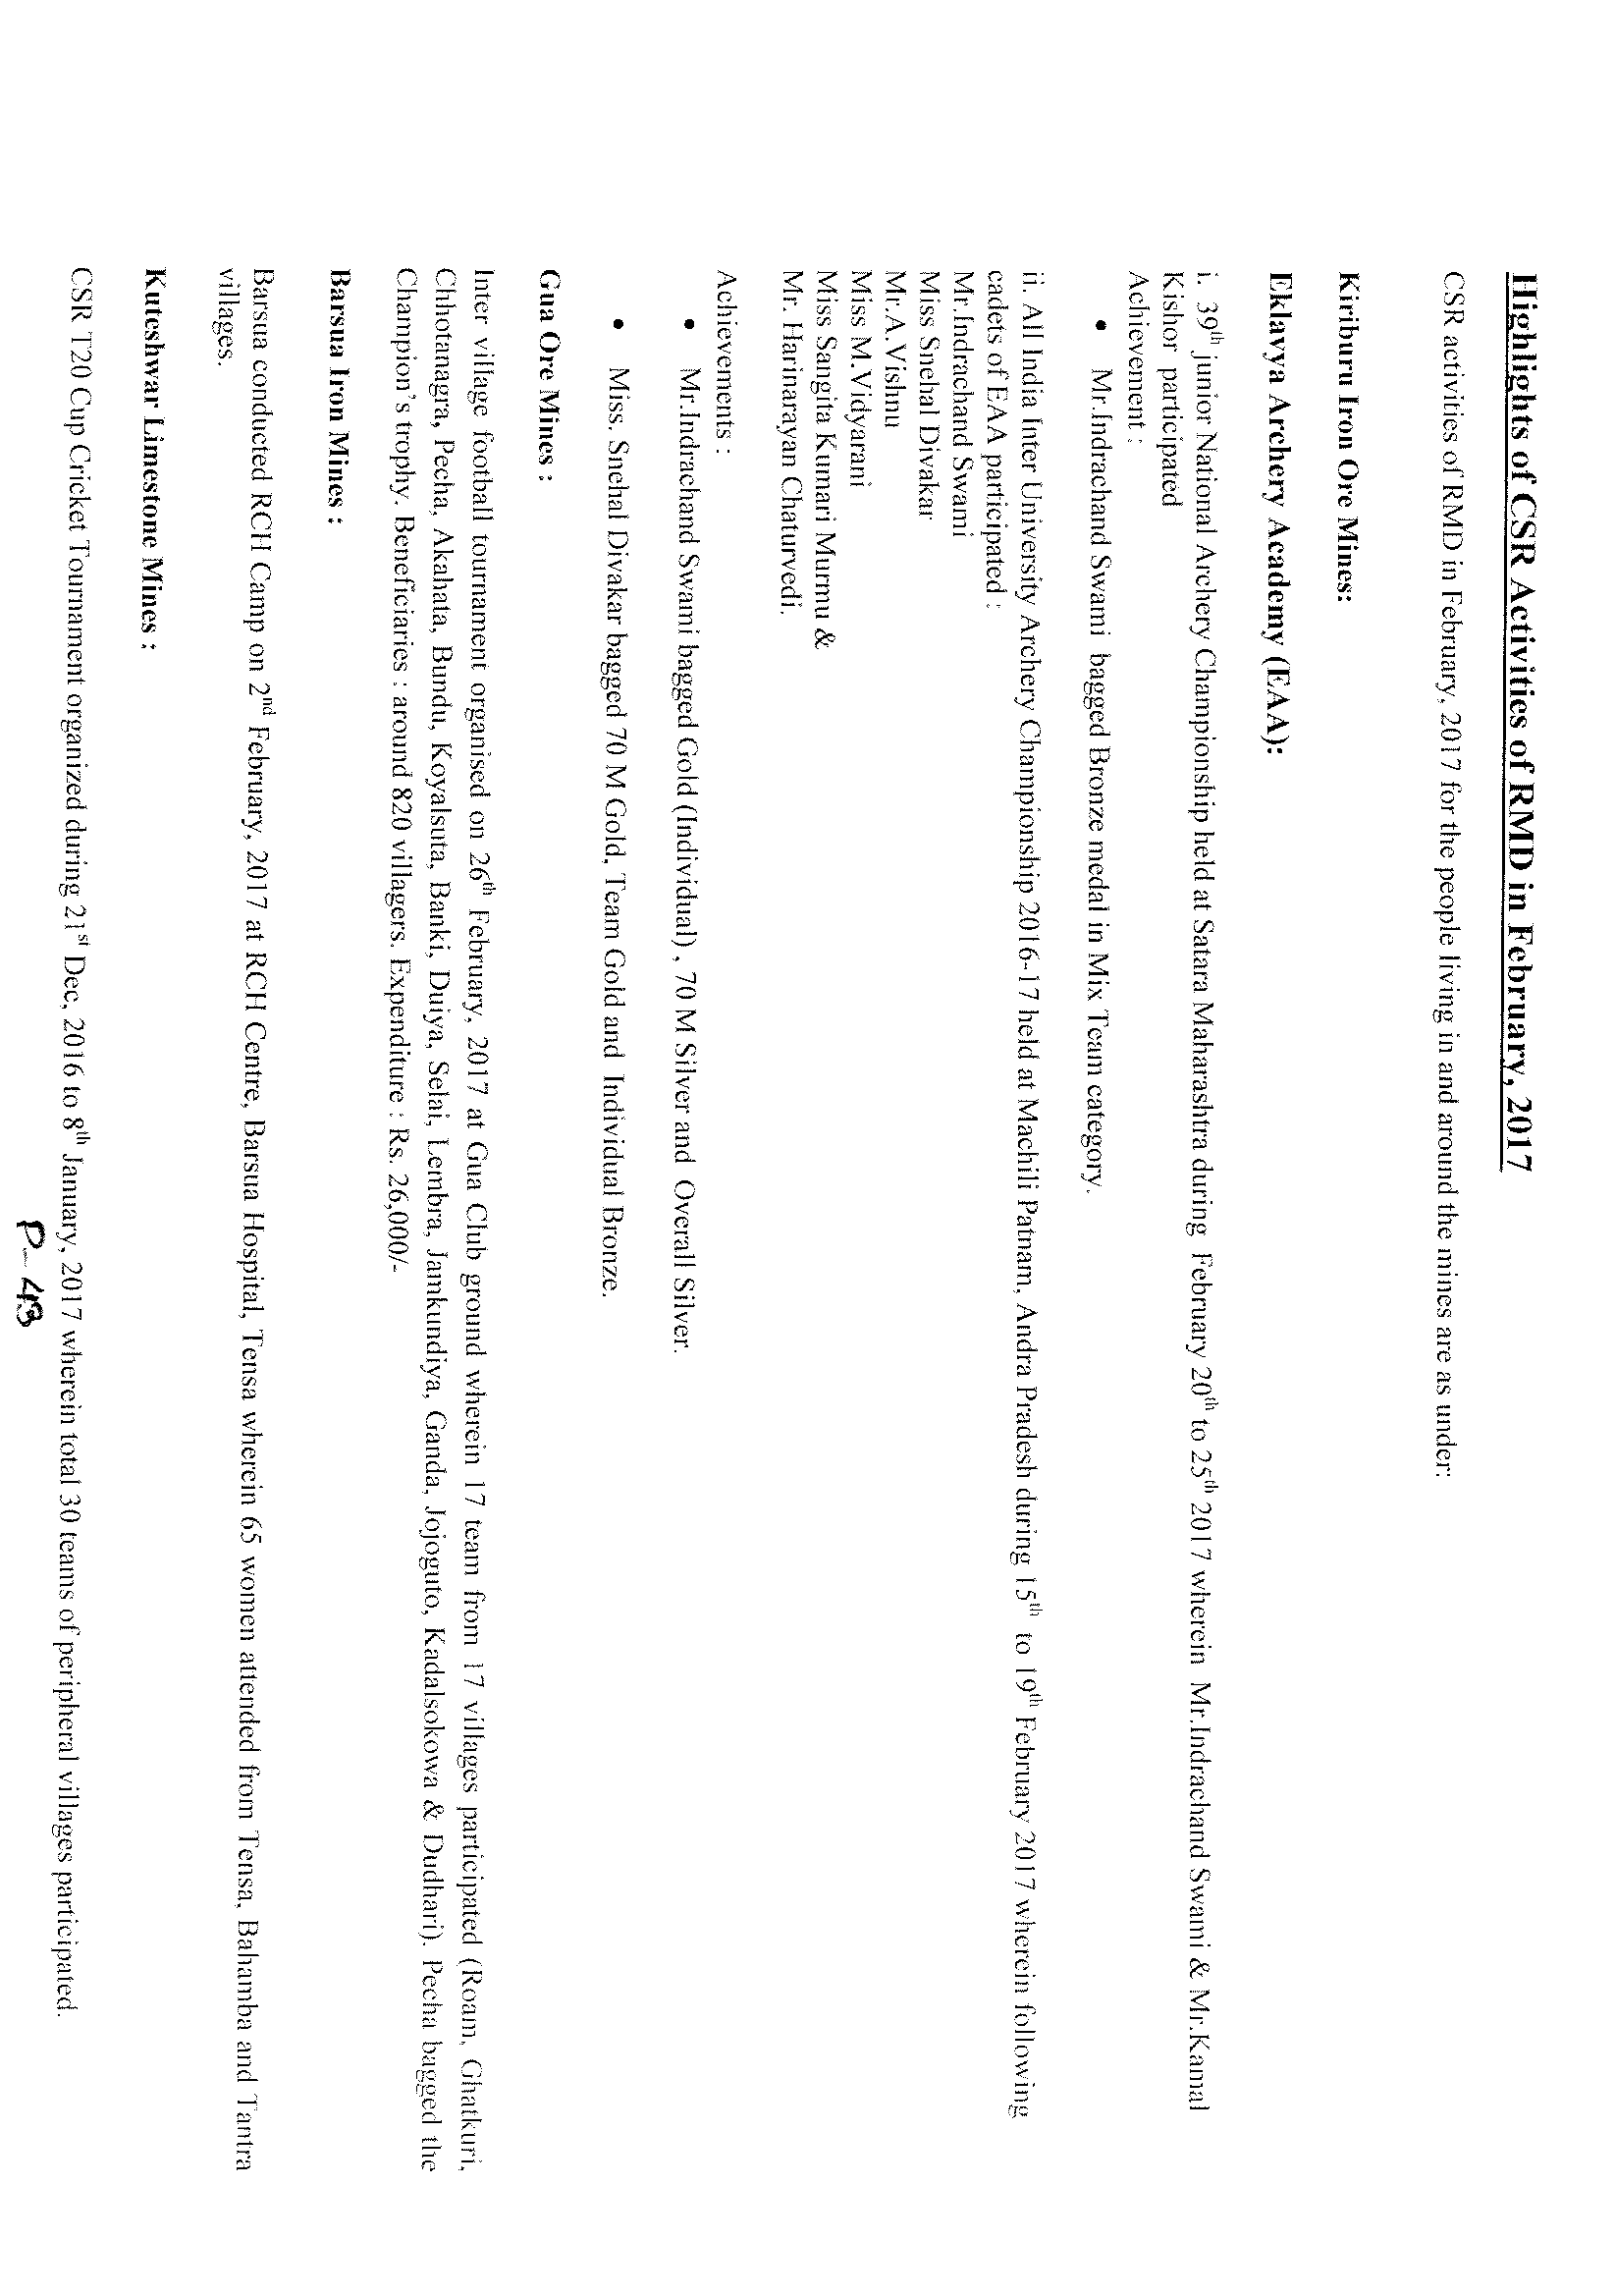 Highlights of CSR Activities of RMD in February, 2017
CSR activities of RMD in February, 2017 for the people living in and around the mines are as under:
Kiriburu Iron Ore Mines:
Eklavya Archery Academy (EAA):
i. 39th junior National Archery Championship held at Satara Maharashtra during February 20th to 25th 2017 wherein Mr.Indrachand Swami & Mr.Kamal
Kishor participated
Achievement :
• Mr.Indrachand Swami bagged Bronze medal in Mix Team category.
ii. All India Inter University Archery Championship 2016-17 held at Machili Patnam, Andra Pradesh during 15th to 19th February 2017 wherein following
cadets of EAA participated :
Mr.Indrachand Swami
Miss Snehal Divakar
Mr.A.Vishnu
Miss M.Vidyarani
Miss Sangita Kumari Murmu &
Mr. Harinarayan Chaturvedi.
Achievements :
• Mr.Indrachand Swami bagged Gold (Individual) , 70 M Silver and Overall Silver.
• Miss. Snehal Divakar bagged 70 M Gold, Team Gold and Individual Bronze.
Gua Ore Mines :
Inter village football tournament organised on 26th February, 2017 at Gua Club ground wherein 17 team from 17 villages participated (Roam, Ghatkuri,
Chhotanagra, Pecha, Akahata, Bundu, Koyalsuta, Banki, Duiya, Selai, Lembra, Jamkundiya, Ganda, Jojoguto, Kadalsokowa & Dudhari). Pecha bagged the
Champion's trophy. Beneficiaries : around 820 villagers. Expenditure : Rs. 26,000/-
Barsua Iron Mines :
Barsua conducted RCH Camp on 2nd February, 2017 at RCH Centre, Barsua Hospital, Tensa wherein 65 women attended from Tensa, Bahamba and Tantra
villages.
Kuteshwar Limestone Mines :
CSR T20 Cup Cricket Tournament organized during 21st Dec, 2016 to 8th January, 2017 wherein total 30 teams of peripheral villages participated.